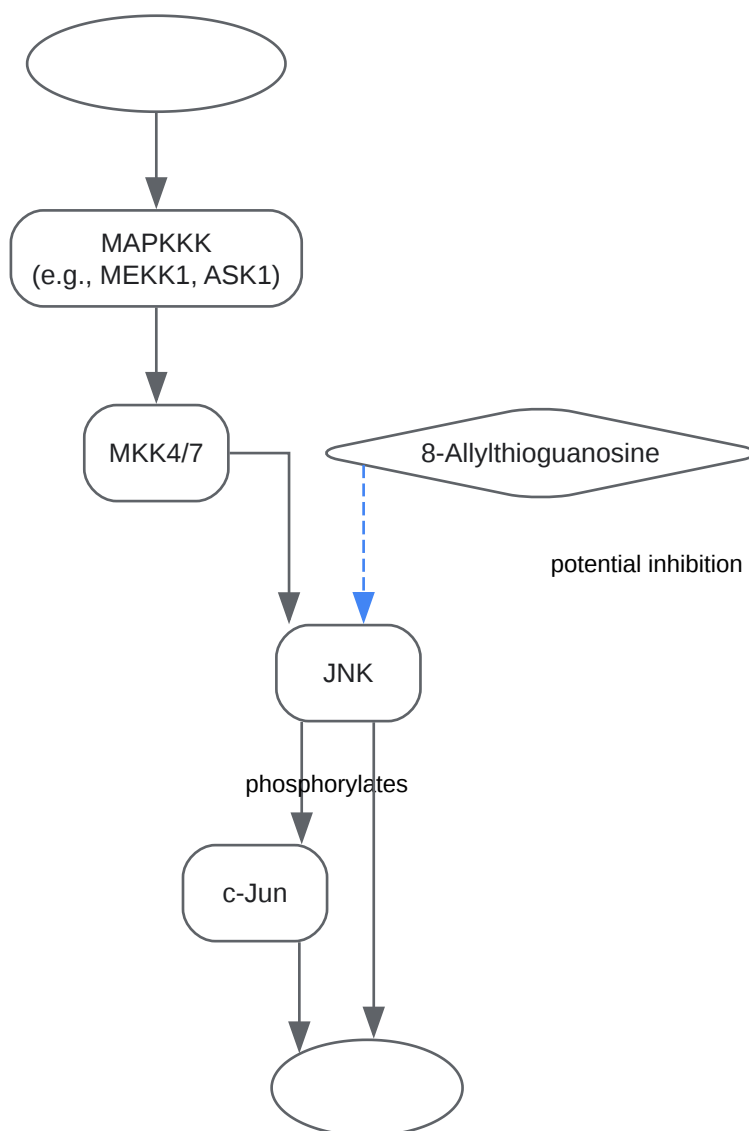 MAPKKK
(e.g., MEKK1, ASK1)
MKK4/7
8-Allylthioguanosine
potential inhibition
JNK
phosphorylates
c-Jun